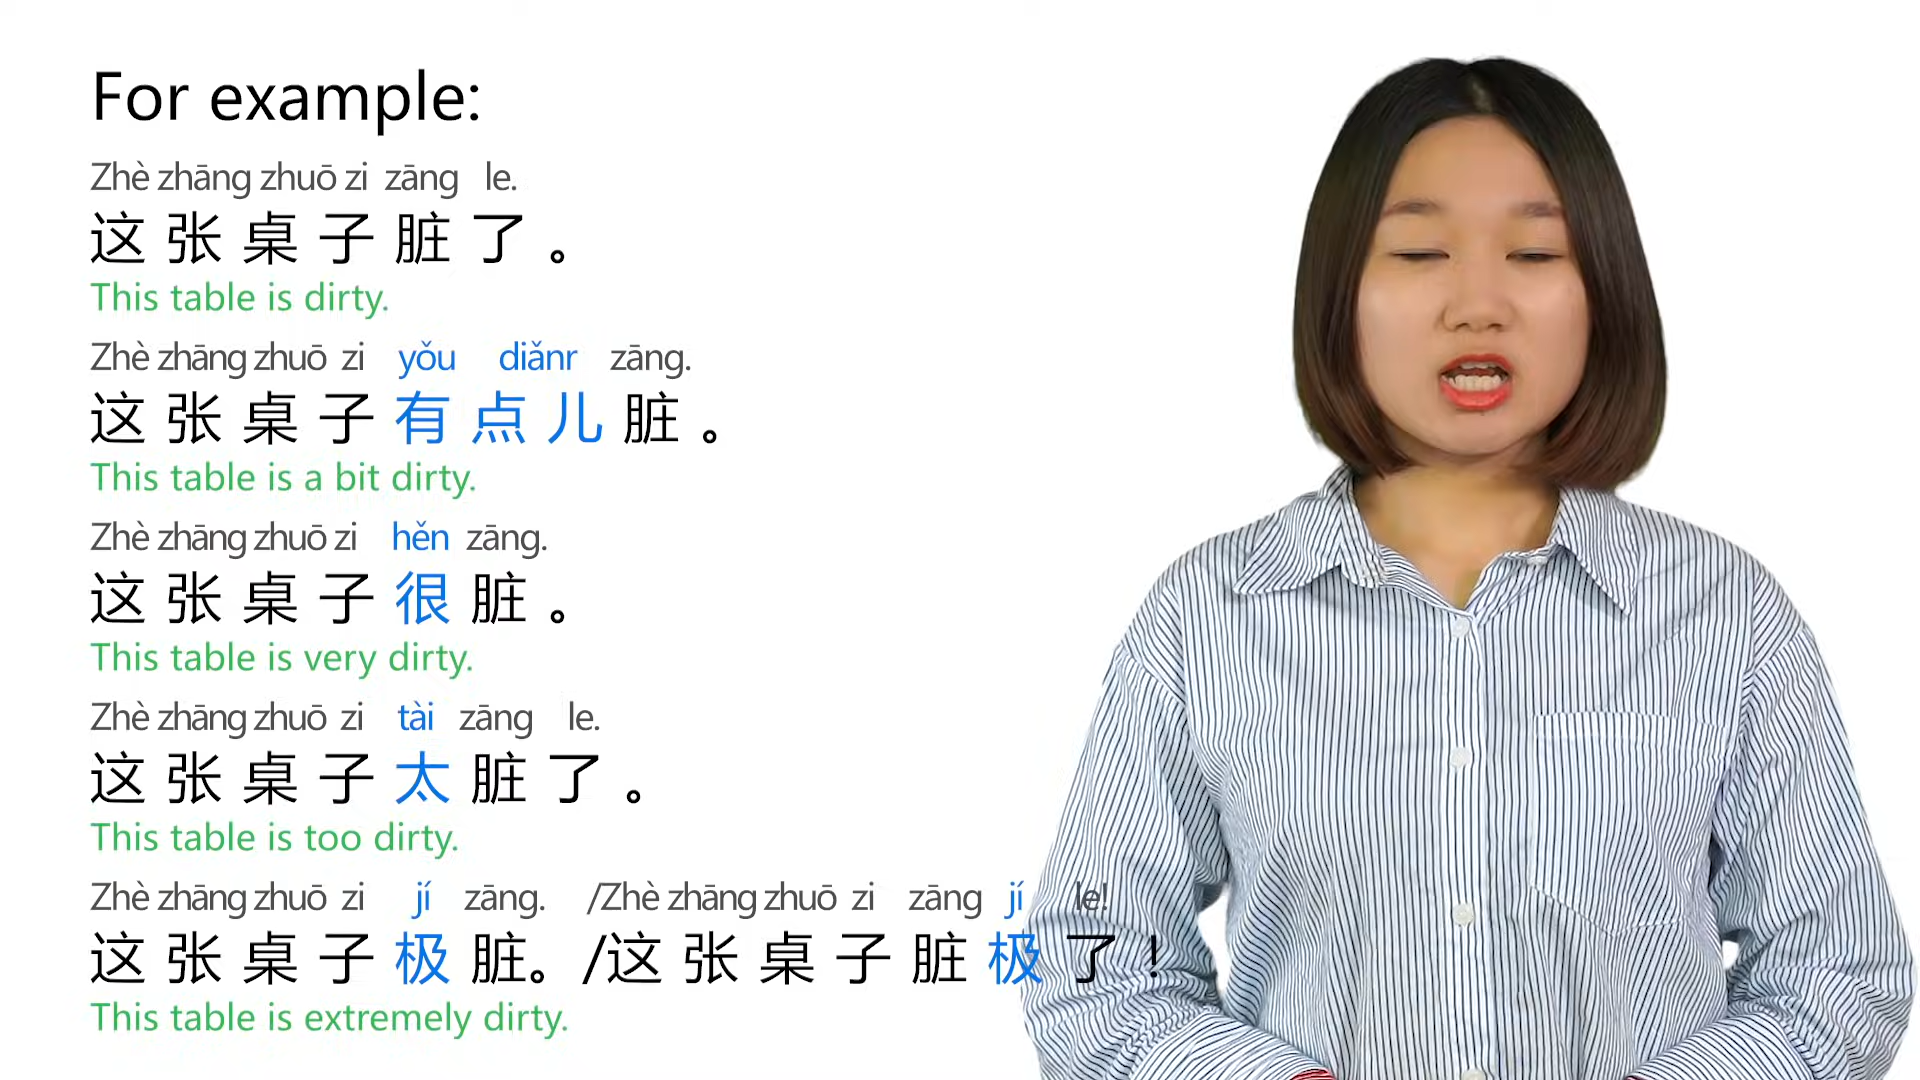 For example:
Zhè zhāng zhuō zi zāng le.
这张桌子脏了。
This table is dirty.
Zhè zhāng zhuō zi yǒu diǎnr zāng.
这张桌子有点儿脏。
This table is a bit dirty.
Zhè zhāng zhuō zi hěn zāng.
这张桌子很脏。
This table is very dirty.
Zhè zhāng zhuō zi tài zāng le.
这张桌子太脏了。
This table is too dirty.
Zhè zhāng zhuō zi jí zāng. /Zhè zhāng zhuō zi zāng jí le!
这张桌子极脏。/这张桌子脏极了!
This table is extremely dirty.